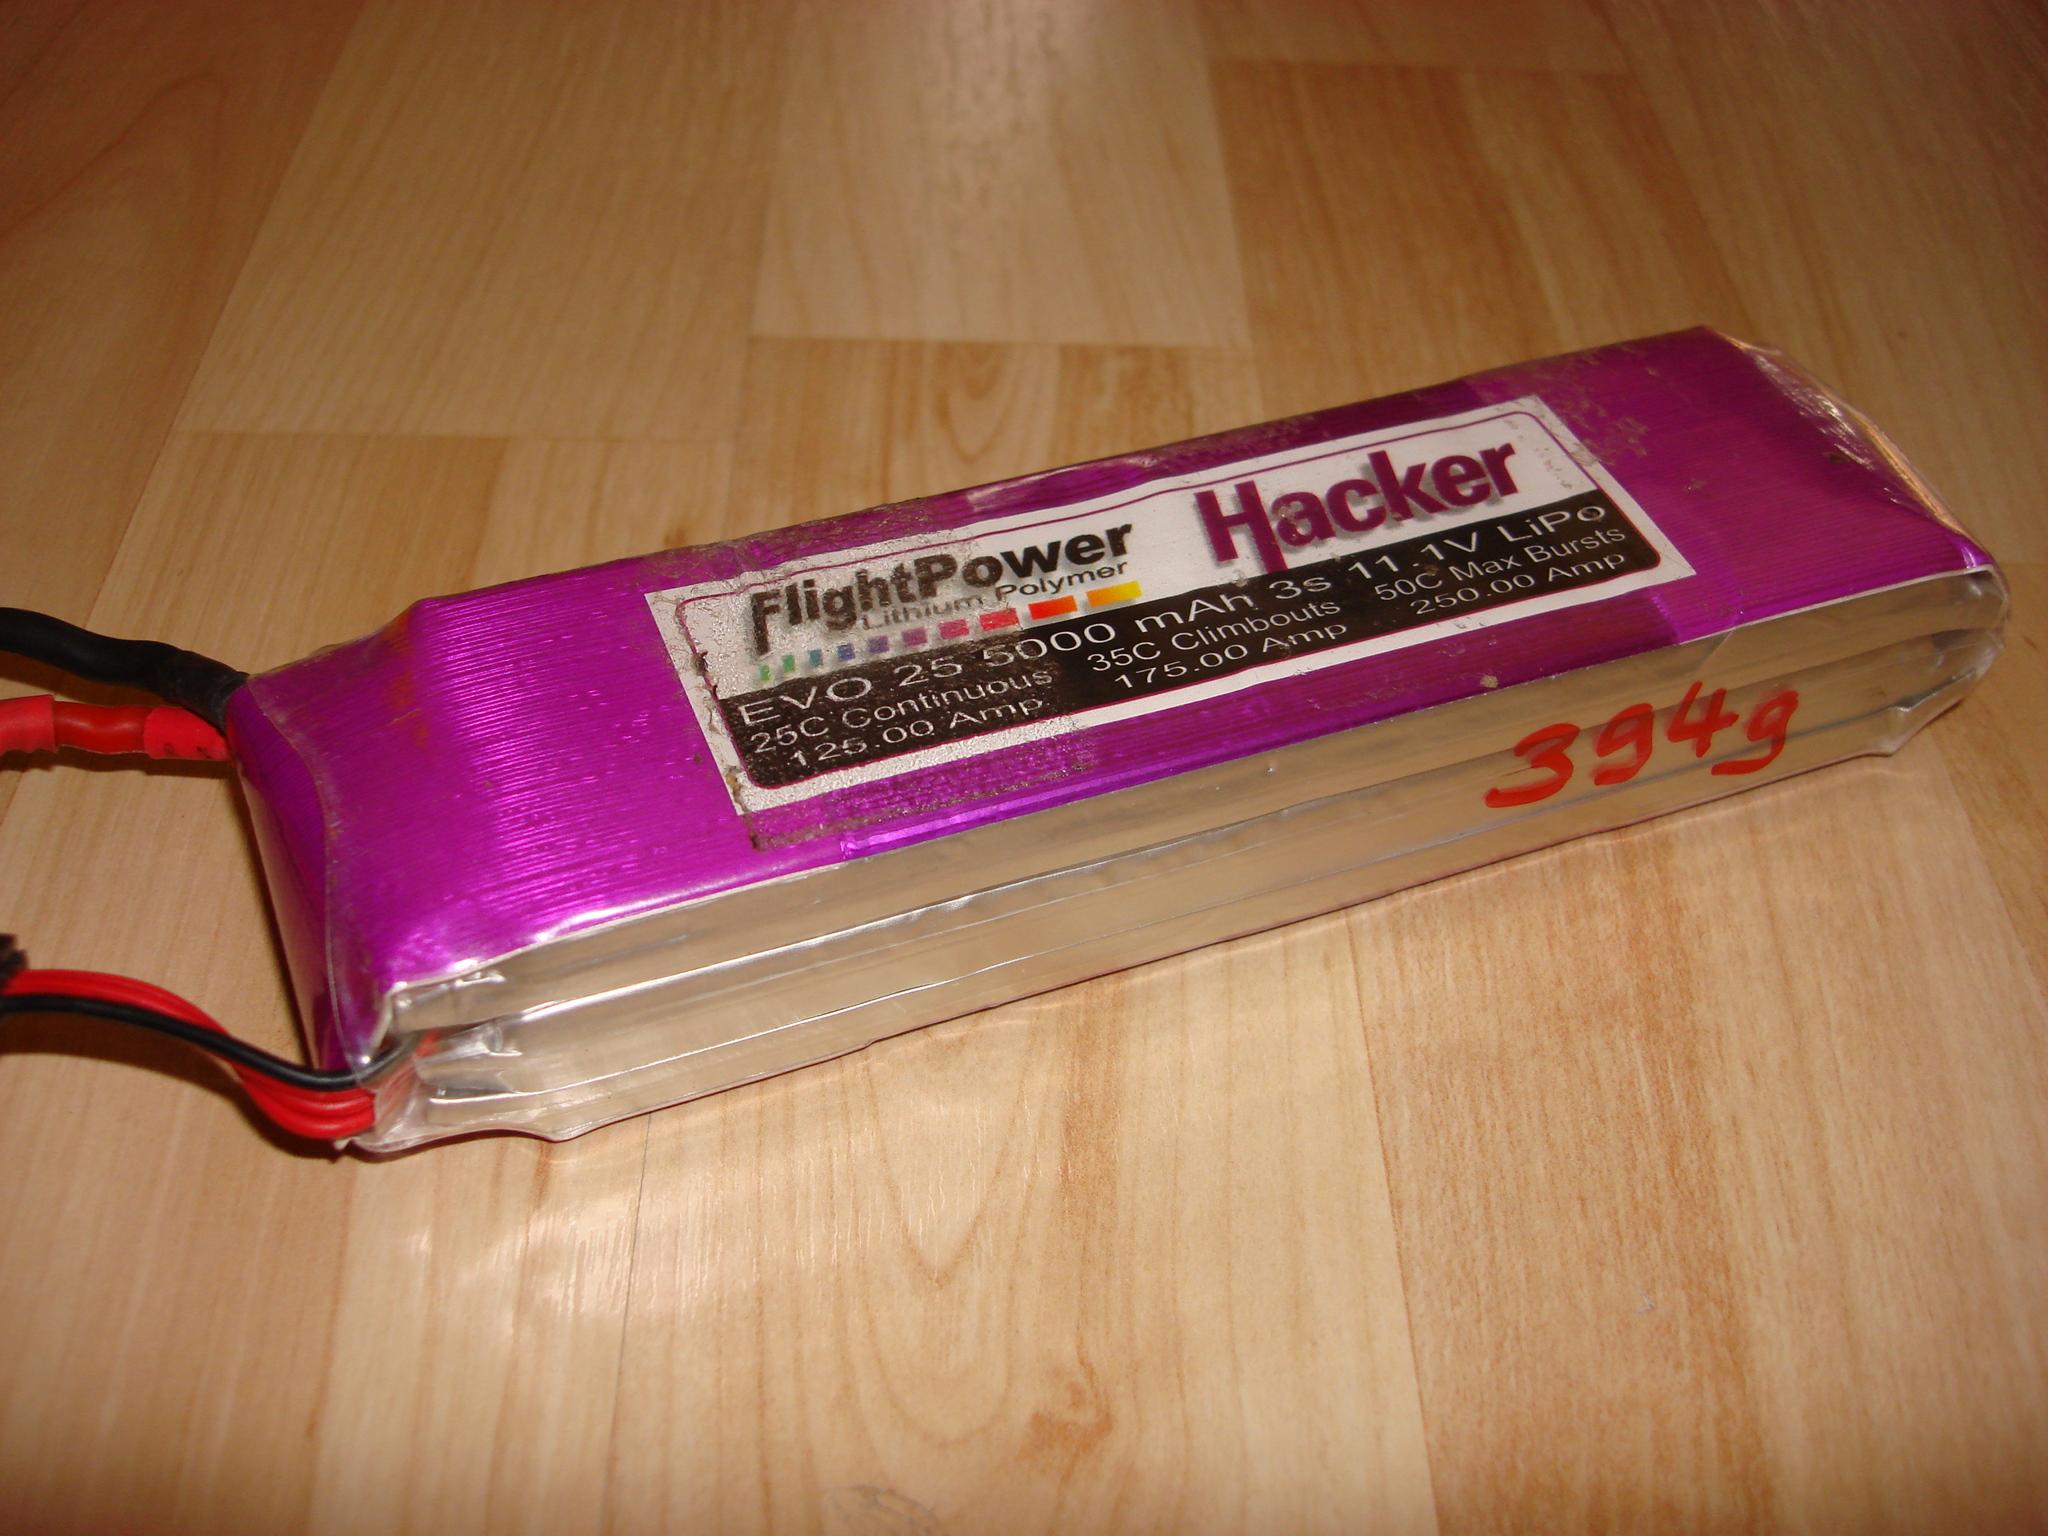 FlightPower
Lithium Polymer
Hacker
EVO 25 5000 mAh 3s 11.1V LiPo
25C Continuous 35C Climbouts 50C Max Bursts
125.00 Amp 175.00 Amp 250.00 Amp
394g